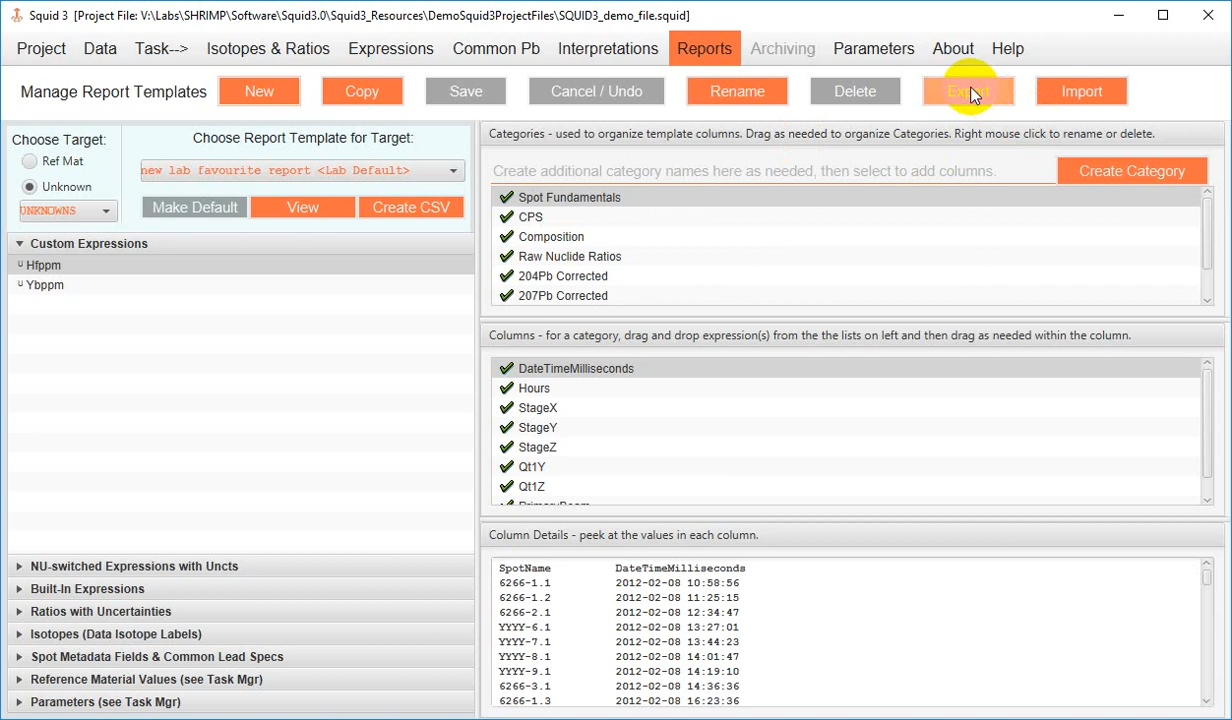 Squid 3 [Project File: V:\Labs\SHRIMP\Software\Squid3.0\Squid3_Resources\DemoSquid3ProjectFiles\SQUID3_demo_file.squid]
Project Data Task--> Isotopes & Ratios Expressions Common Pb Interpretations Reports Archiving Parameters About Help
Manage Report Templates New Copy Save Cancel / Undo Rename Delete Export Import
Choose Target:
Ref Mat
Unknown
UNKNOWNS
Choose Report Template for Target:
new lab favourite report <Lab Default>
Make Default View Create CSV
Custom Expressions
U Hfppm
U Ybppm
NU-switched Expressions with Uncts
Built-In Expressions
Ratios with Uncertainties
Isotopes (Data Isotope Labels)
Spot Metadata Fields & Common Lead Specs
Reference Material Values (see Task Mgr)
Parameters (see Task Mgr)
Categories - used to organize template columns. Drag as needed to organize Categories. Right mouse click to rename or delete.
Create additional category names here as needed, then select to add columns. Create Category
Spot Fundamentals
CPS
Composition
Raw Nuclide Ratios
204Pb Corrected
207Pb Corrected
Columns - for a category, drag and drop expression(s) from the the lists on left and then drag as needed within the column.
DateTimeMilliseconds
Hours
StageX
StageY
StageZ
Qt1Y
Qt1Z
PrimaryBeam
Column Details - peek at the values in each column.
SpotName DateTimeMilliseconds
6266-1.1 2012-02-08 10:58:56
6266-1.2 2012-02-08 11:25:15
6266-2.1 2012-02-08 12:34:47
YYYY-6.1 2012-02-08 13:27:01
YYYY-7.1 2012-02-08 13:44:23
YYYY-8.1 2012-02-08 14:01:47
YYYY-9.1 2012-02-08 14:19:10
6266-3.1 2012-02-08 14:36:36
6266-1.3 2012-02-08 16:23:36